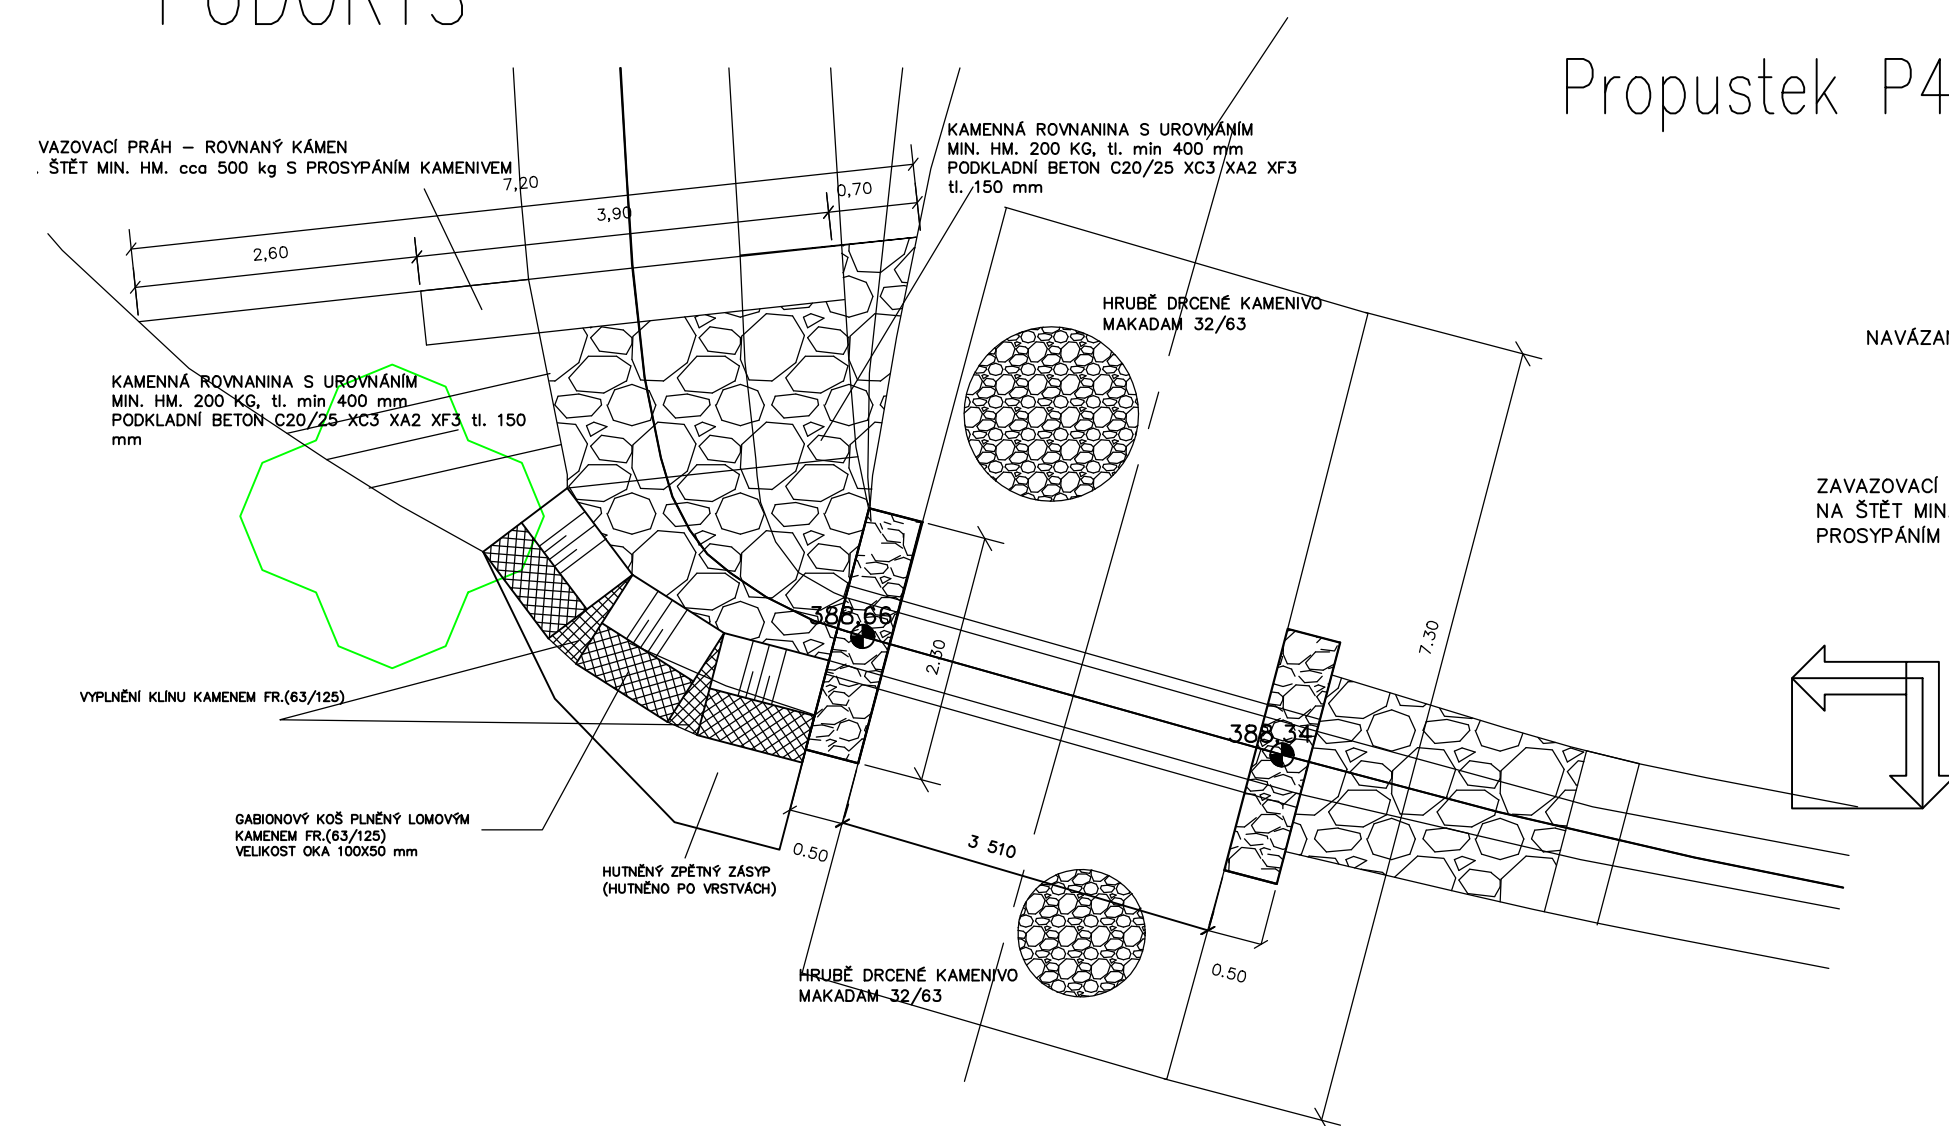 PŮDORYS
Propustek P4
VAZOVACÍ PRÁH – ROVNANÝ KÁMEN
. ŠTĚT MIN. HM. cca 500 kg S PROSYPÁNÍM KAMENIVEM
KAMENNÁ ROVNANINA S UROVNÁNÍM
MIN. HM. 200 KG, tl. min 400 mm
PODKLADNÍ BETON C20/25 XC3 XA2 XF3
tl. 150 mm
7,20
3,90
0,70
2,60
HRUBĚ DRCENÉ KAMENIVO
MAKADAM 32/63
KAMENNÁ ROVNANINA S UROVNÁNÍM
MIN. HM. 200 KG, tl. min 400 mm
PODKLADNÍ BETON C20/25 XC3 XA2 XF3 tl. 150
mm
ZAVAZOVACÍ
NA ŠTĚT MIN.
PROSYPÁNÍM
388,66
2.30
7.30
388,34
VYPLNĚNÍ KLÍNU KAMENEM FR.(63/125)
GABIONOVÝ KOŠ PLNĚNÝ LOMOVÝM
KAMENEM FR.(63/125)
VELIKOST OKA 100X50 mm
0.50
3 510
HUTNĚNÝ ZPĚTNÝ ZÁSYP
(HUTNĚNO PO VRSTVÁCH)
HRUBĚ DRCENÉ KAMENIVO
MAKADAM 32/63
0.50